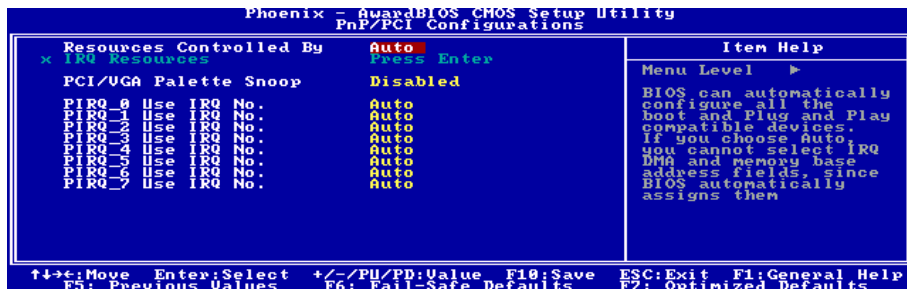 Phoenix - AwardBIOS CMOS Setup Utility
PnP/PCI Configurations
Resources Controlled By Auto
x IRQ Resources Press Enter
PCI/VGA Palette Snoop Disabled
PIRQ_0 Use IRQ No. Auto
PIRQ_1 Use IRQ No. Auto
PIRQ_2 Use IRQ No. Auto
PIRQ_3 Use IRQ No. Auto
PIRQ_4 Use IRQ No. Auto
PIRQ_5 Use IRQ No. Auto
PIRQ_6 Use IRQ No. Auto
PIRQ_7 Use IRQ No. Auto
Item Help
Menu Level ▶
BIOS can automatically
configure all the
boot and Plug and Play
compatible devices.
If you choose Auto,
you cannot select IRQ
DMA and memory base
address fields, since
BIOS automatically
assigns them
↑↓→←:Move Enter:Select +/-/PU/PD:Value F10:Save ESC:Exit F1:General Help
F5: Previous Values F6: Fail-Safe Defaults F7: Optimized Defaults